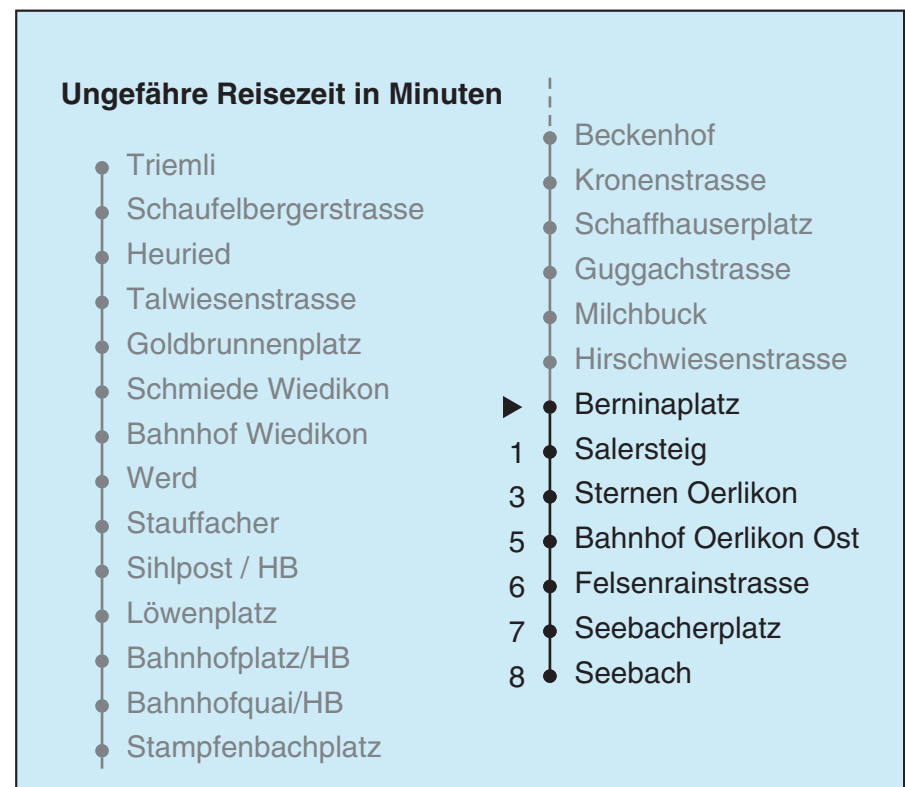 Ungefähre Reisezeit in Minuten
Triemli
Schaufelbergerstrasse
Heuried
Talwiesenstrasse
Goldbrunnenplatz
Schmiede Wiedikon
Bahnhof Wiedikon
Werd
Stauffacher
Sihlpost / HB
Löwenplatz
Bahnhofplatz/HB
Bahnhofquai/HB
Stampfenbachplatz
Beckenhof
Kronenstrasse
Schaffhauserplatz
Guggachstrasse
Milchbuck
Hirschwiesenstrasse
Berninaplatz
1 Salersteig
3 Sternen Oerlikon
5 Bahnhof Oerlikon Ost
6 Felsenrainstrasse
7 Seebacherplatz
8 Seebach